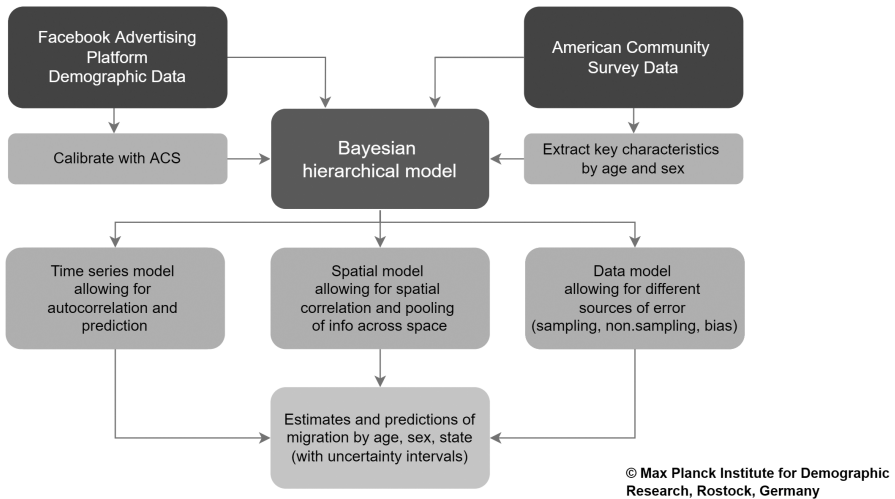 Facebook Advertising
Platform
Demographic Data
American Community
Survey Data
Calibrate with ACS
Bayesian
hierarchical model
Extract key characteristics
by age and sex
Time series model
allowing for
autocorrelation and
prediction
Spatial model
allowing for spatial
correlation and pooling
of info across space
Data model
allowing for different
sources of error
(sampling, non.sampling, bias)
Estimates and predictions of
migration by age, sex, state
(with uncertainty intervals)
© Max Planck Institute for Demographic
Research, Rostock, Germany